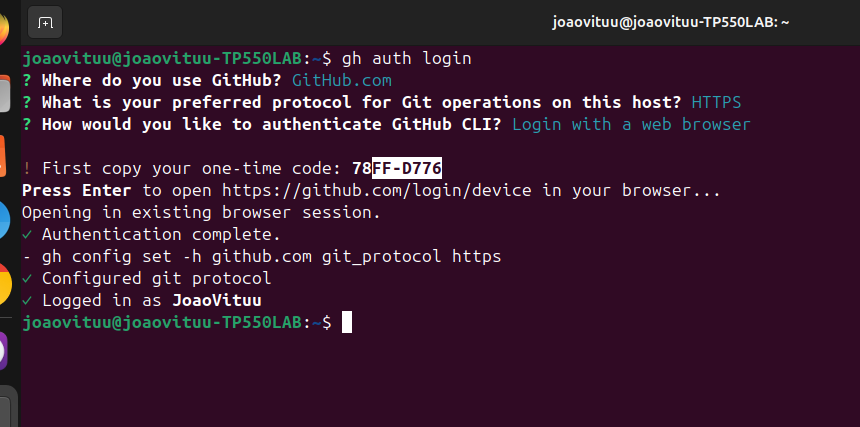 joaovituu@joaovituu-TP550LAB: ~
joaovituu@joaovituu-TP550LAB:~$ gh auth login
? Where do you use GitHub? GitHub.com
? What is your preferred protocol for Git operations on this host? HTTPS
? How would you like to authenticate GitHub CLI? Login with a web browser
! First copy your one-time code: 78FF-D776
Press Enter to open https://github.com/login/device in your browser...
Opening in existing browser session.
✓ Authentication complete.
- gh config set -h github.com git_protocol https
✓ Configured git protocol
✓ Logged in as JoaoVituu
joaovituu@joaovituu-TP550LAB:~$